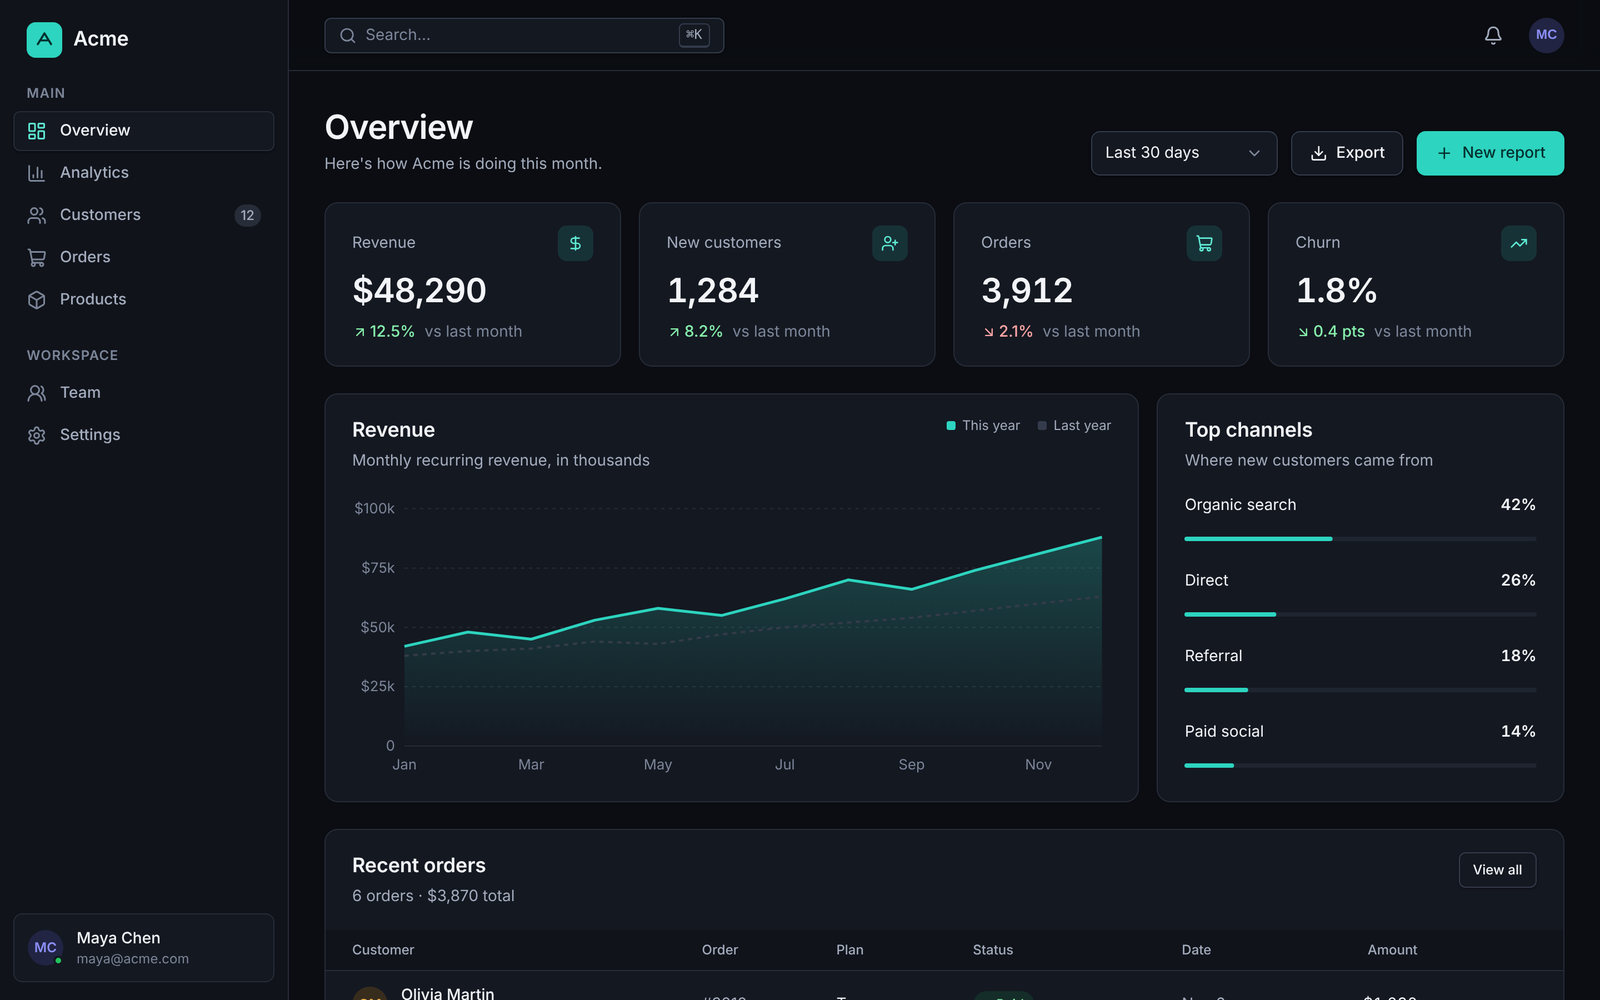 Acme
Search...
⌘K
MC
MAIN
Overview
Analytics
Customers
12
Orders
Products
WORKSPACE
Team
Settings
MC
Maya Chen
maya@acme.com
Overview
Here's how Acme is doing this month.
Last 30 days
Export
New report
Revenue
$48,290
12.5% vs last month
New customers
1,284
8.2% vs last month
Orders
3,912
2.1% vs last month
Churn
1.8%
0.4 pts vs last month
Revenue
Monthly recurring revenue, in thousands
This year
Last year
$100k
$75k
$50k
$25k
0
Jan
Mar
May
Jul
Sep
Nov
Top channels
Where new customers came from
Organic search 42%
Direct 26%
Referral 18%
Paid social 14%
Recent orders
6 orders · $3,870 total
View all
Customer Order Plan Status Date Amount
Olivia Martin